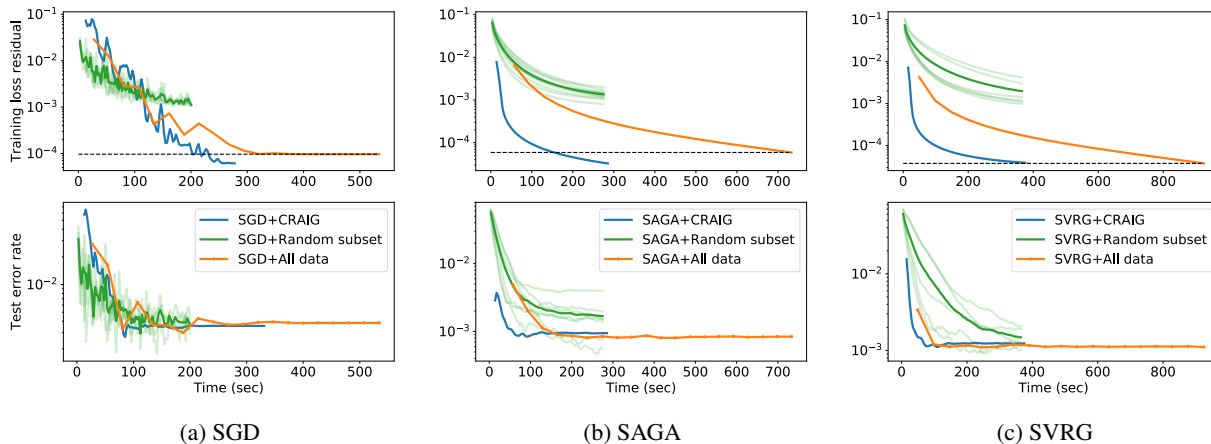 Training loss residual
10⁻¹
10⁻²
10⁻³
10⁻⁴
0 100 200 300 400 500
10⁻¹
10⁻²
10⁻³
10⁻⁴
0 100 200 300 400 500 600 700
10⁻¹
10⁻²
10⁻³
10⁻⁴
0 200 400 600 800
Test error rate
10⁻²
SGD+CRAIG
SGD+Random subset
SGD+All data
0 100 200 300 400 500
Time (sec)
10⁻²
10⁻³
SAGA+CRAIG
SAGA+Random subset
SAGA+All data
0 100 200 300 400 500 600 700
Time (sec)
10⁻²
10⁻³
SVRG+CRAIG
SVRG+Random subset
SVRG+All data
0 200 400 600 800
Time (sec)
(a) SGD
(b) SAGA
(c) SVRG